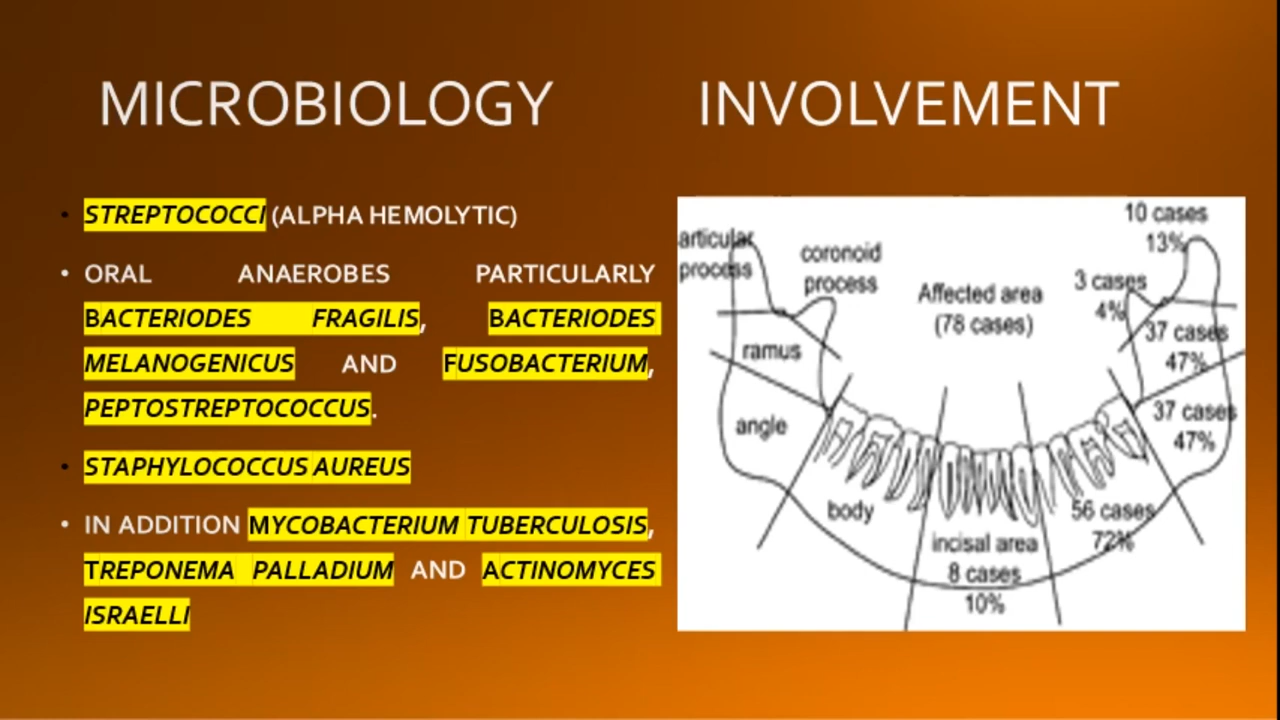 MICROBIOLOGY
INVOLVEMENT
• STREPTOCOCCI (ALPHA HEMOLYTIC)
• ORAL ANAEROBES PARTICULARLY
BACTERIODES FRAGILIS, BACTERIODES
MELANOGENICUS AND FUSOBACTERIUM,
PEPTOSTREPTOCOCCUS.
• STAPHYLOCOCCUS AUREUS
• IN ADDITION MYCOBACTERIUM TUBERCULOSIS,
TREPONEMA PALLADIUM AND ACTINOMYCES
ISRAELLI
articular
process
coronoid
process
Affected area
(78 cases)
10 cases
13%
3 cases
4%
ramus
37 cases
47%
angle
37 cases
47%
body
56 cases
72%
incisal area
8 cases
10%